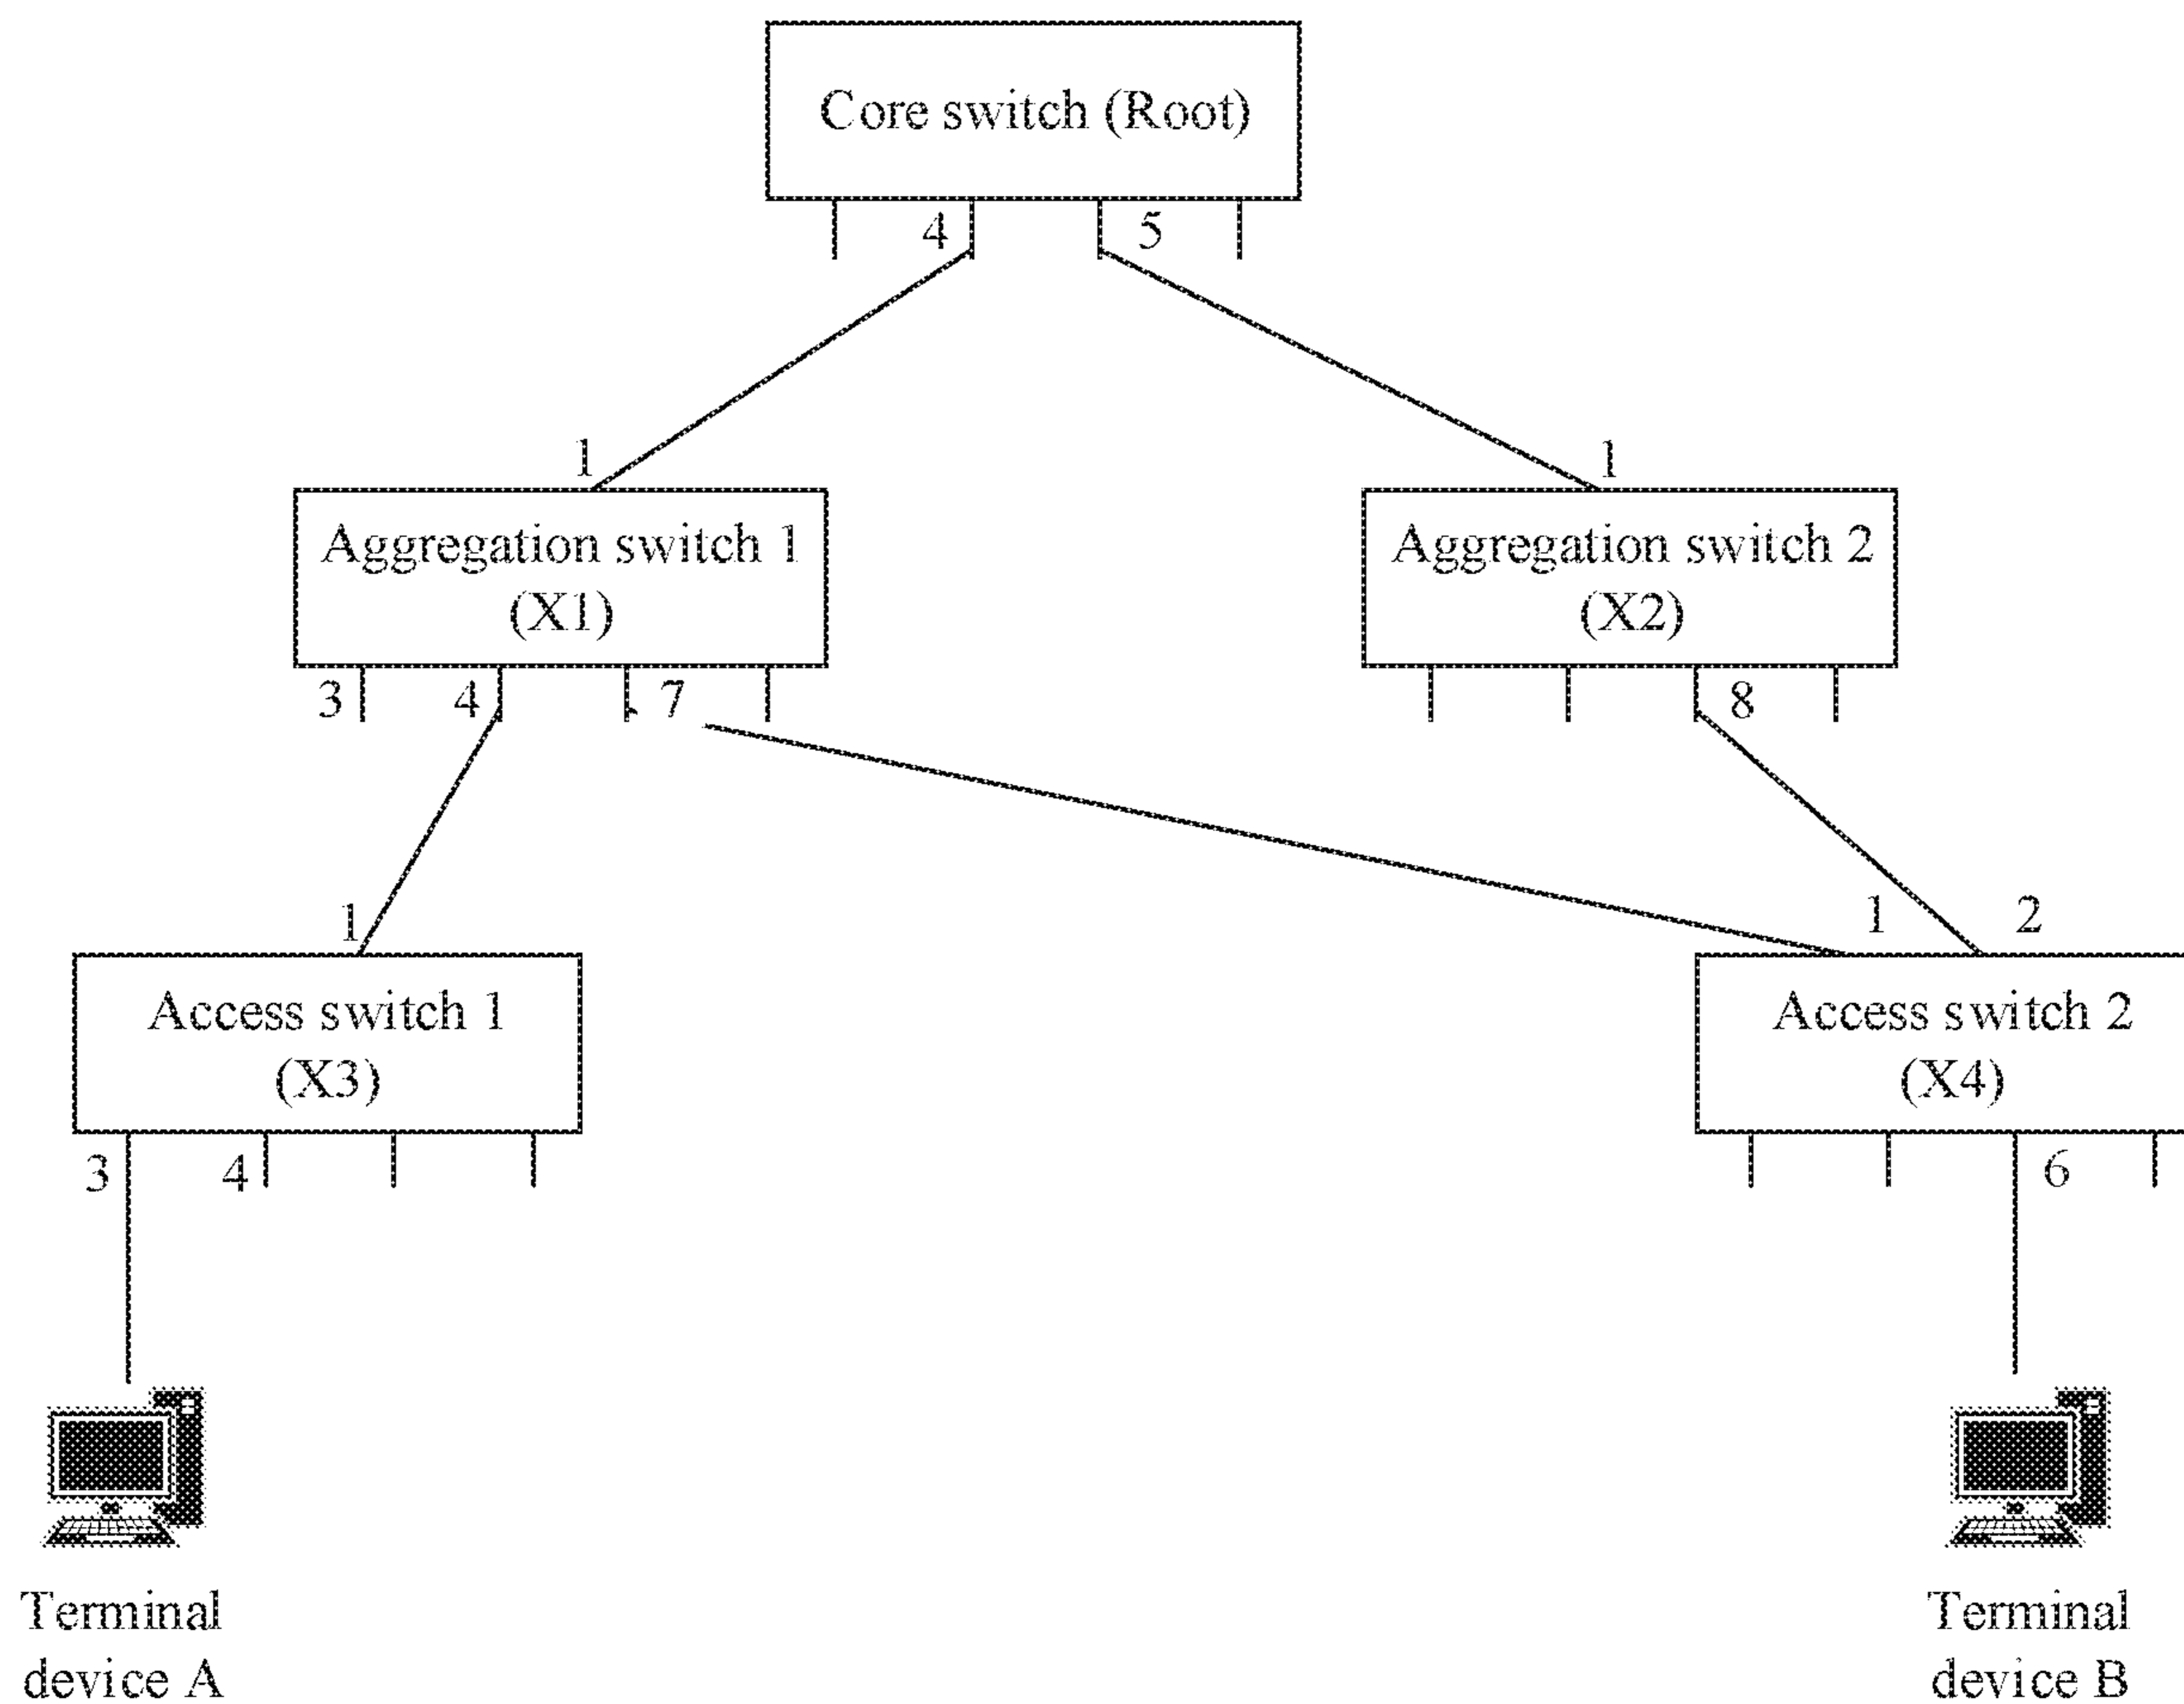 Core switch (Root)
4
5
1
1
Aggregation switch 1
(X1)
Aggregation switch 2
(X2)
3
4
7
8
1
1
2
Access switch 1
(X3)
Access switch 2
(X4)
3
4
6
Terminal
device A
Terminal
device B